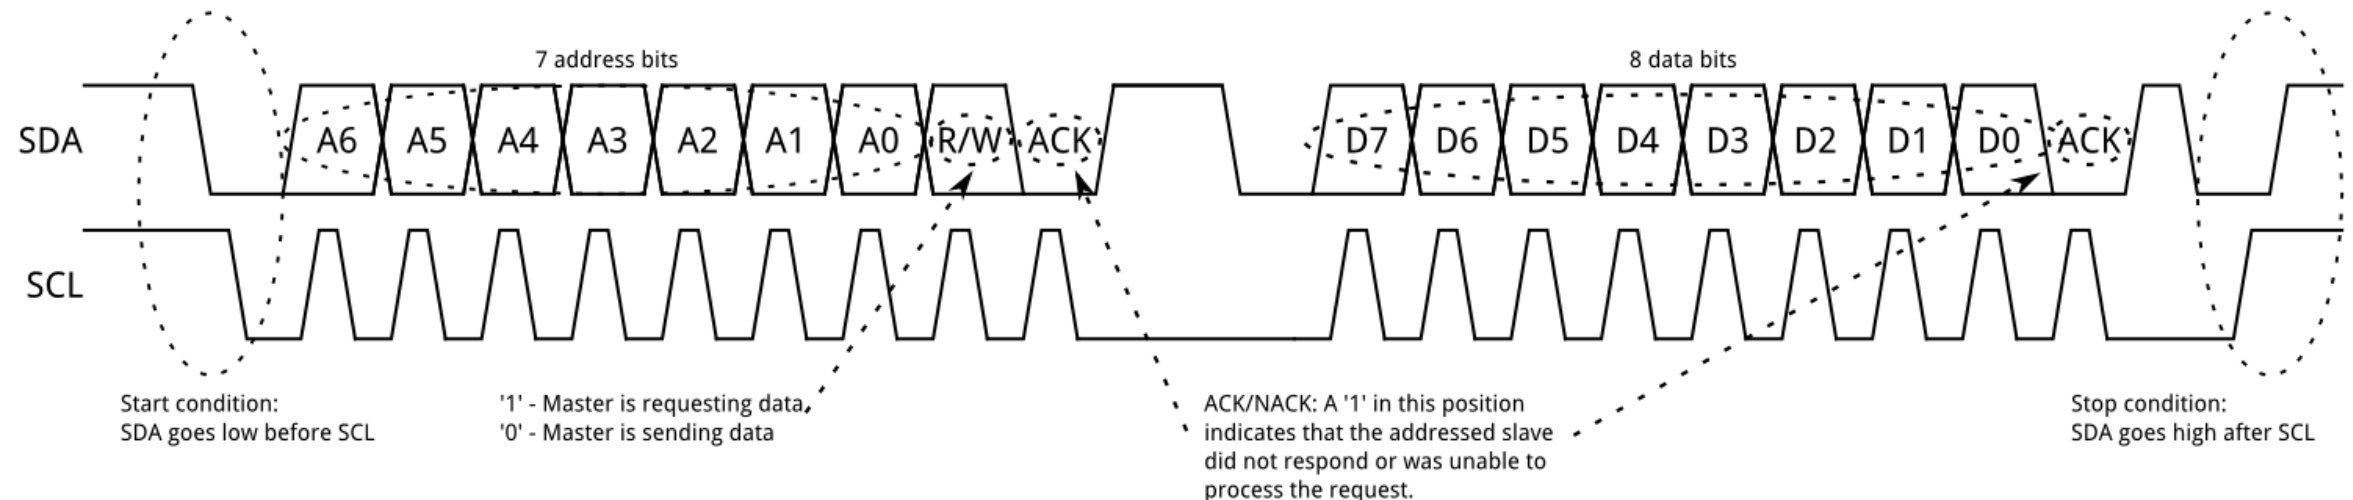 7 address bits
8 data bits
SDA
A6 A5 A4 A3 A2 A1 A0 R/W ACK
D7 D6 D5 D4 D3 D2 D1 D0 ACK
SCL
Start condition:
SDA goes low before SCL
'1' - Master is requesting data,
'0' - Master is sending data
ACK/NACK: A '1' in this position
indicates that the addressed slave
did not respond or was unable to
process the request.
Stop condition:
SDA goes high after SCL